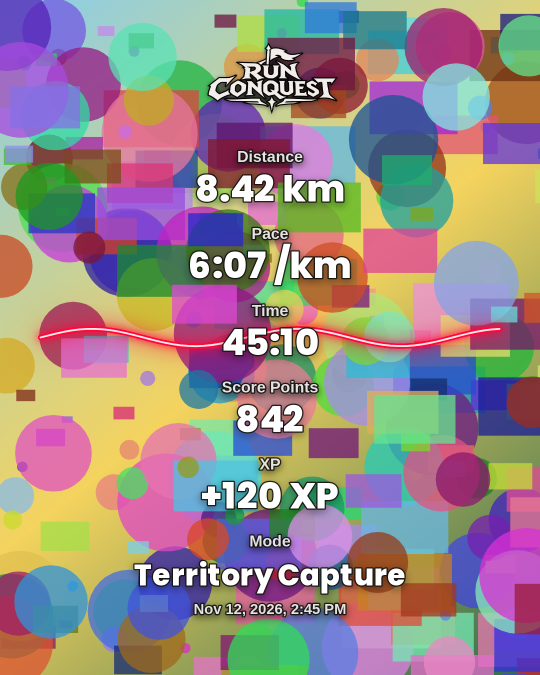 RUN
CONQUEST
Distance
8.42 km
Pace
6:07 /km
Time
45:10
Score Points
842
XP
+120 XP
Mode
Territory Capture
Nov 12, 2026, 2:45 PM